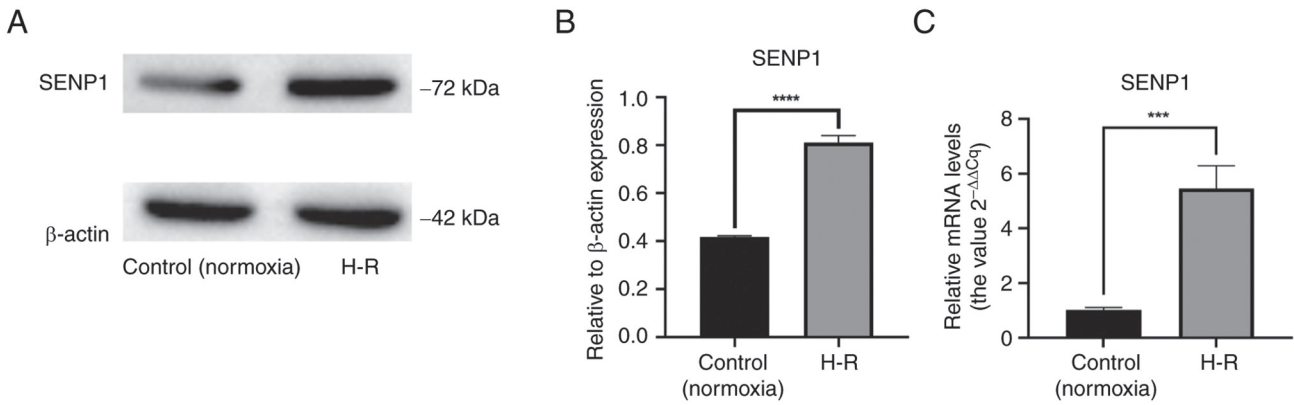 A
SENP1
–72 kDa
β-actin
–42 kDa
Control (normoxia)
H-R
B
SENP1
Relative to β-actin expression
1.0
0.8
0.6
0.4
0.2
0.0
****
Control
(normoxia)
H-R
C
SENP1
Relative mRNA levels
(the value 2⁻ΔΔCq)
8
6
4
2
0
***
Control
(normoxia)
H-R